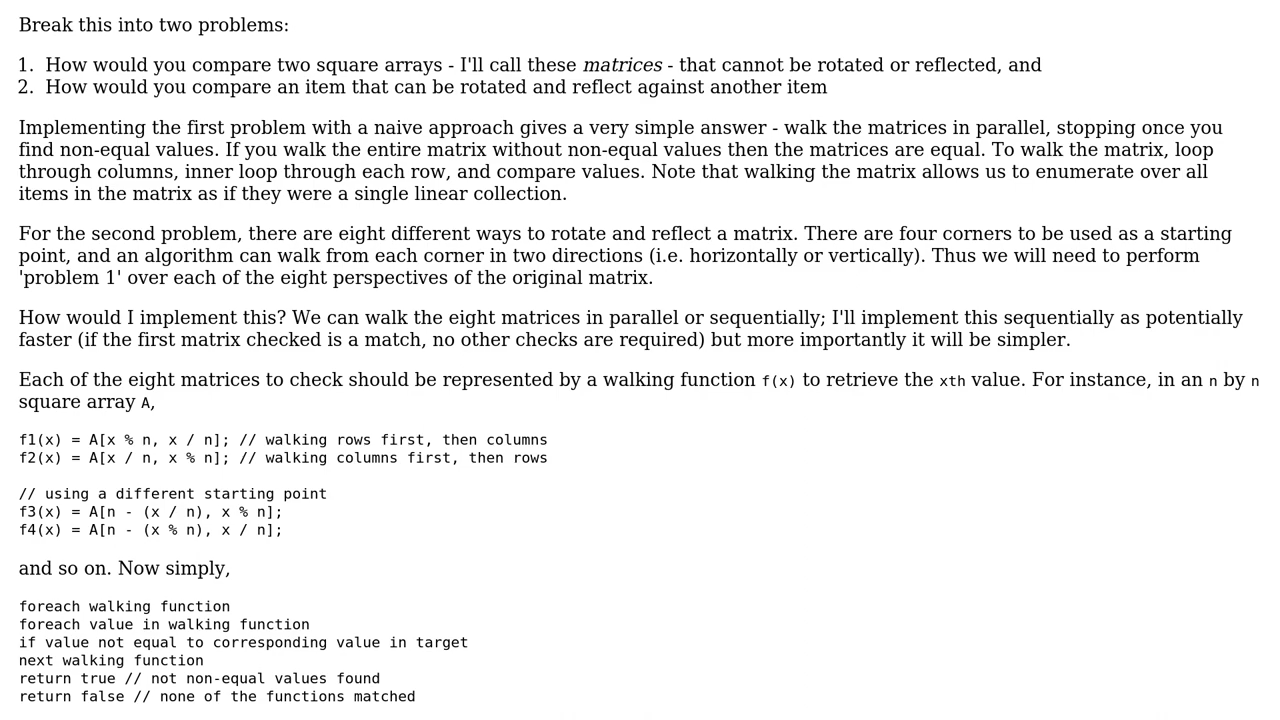 Break this into two problems:
1. How would you compare two square arrays - I'll call these matrices - that cannot be rotated or reflected, and
2. How would you compare an item that can be rotated and reflect against another item
Implementing the first problem with a naive approach gives a very simple answer - walk the matrices in parallel, stopping once you
find non-equal values. If you walk the entire matrix without non-equal values then the matrices are equal. To walk the matrix, loop
through columns, inner loop through each row, and compare values. Note that walking the matrix allows us to enumerate over all
items in the matrix as if they were a single linear collection.
For the second problem, there are eight different ways to rotate and reflect a matrix. There are four corners to be used as a starting
point, and an algorithm can walk from each corner in two directions (i.e. horizontally or vertically). Thus we will need to perform
'problem 1' over each of the eight perspectives of the original matrix.
How would I implement this? We can walk the eight matrices in parallel or sequentially; I'll implement this sequentially as potentially
faster (if the first matrix checked is a match, no other checks are required) but more importantly it will be simpler.
Each of the eight matrices to check should be represented by a walking function f(x) to retrieve the xth value. For instance, in an n by n
square array A,
f1(x) = A[x % n, x / n]; // walking rows first, then columns
f2(x) = A[x / n, x % n]; // walking columns first, then rows
// using a different starting point
f3(x) = A[n - (x / n), x % n];
f4(x) = A[n - (x % n), x / n];
and so on. Now simply,
foreach walking function
foreach value in walking function
if value not equal to corresponding value in target
next walking function
return true // not non-equal values found
return false // none of the functions matched